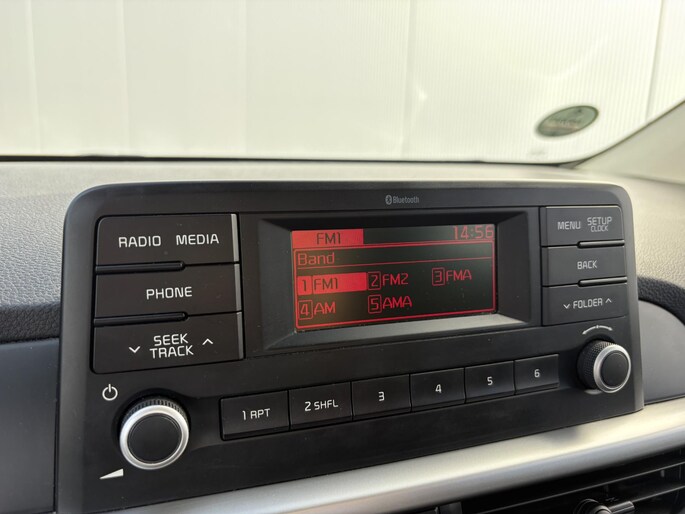 Bluetooth
RADIO MEDIA
PHONE
SEEK
TRACK
FM1 14:56
Band
1 FM1 2 FM2 3 FMA
4 AM 5 AMA
MENU SETUP
CLOCK
BACK
FOLDER
1 RPT 2 SHFL 3 4 5 6